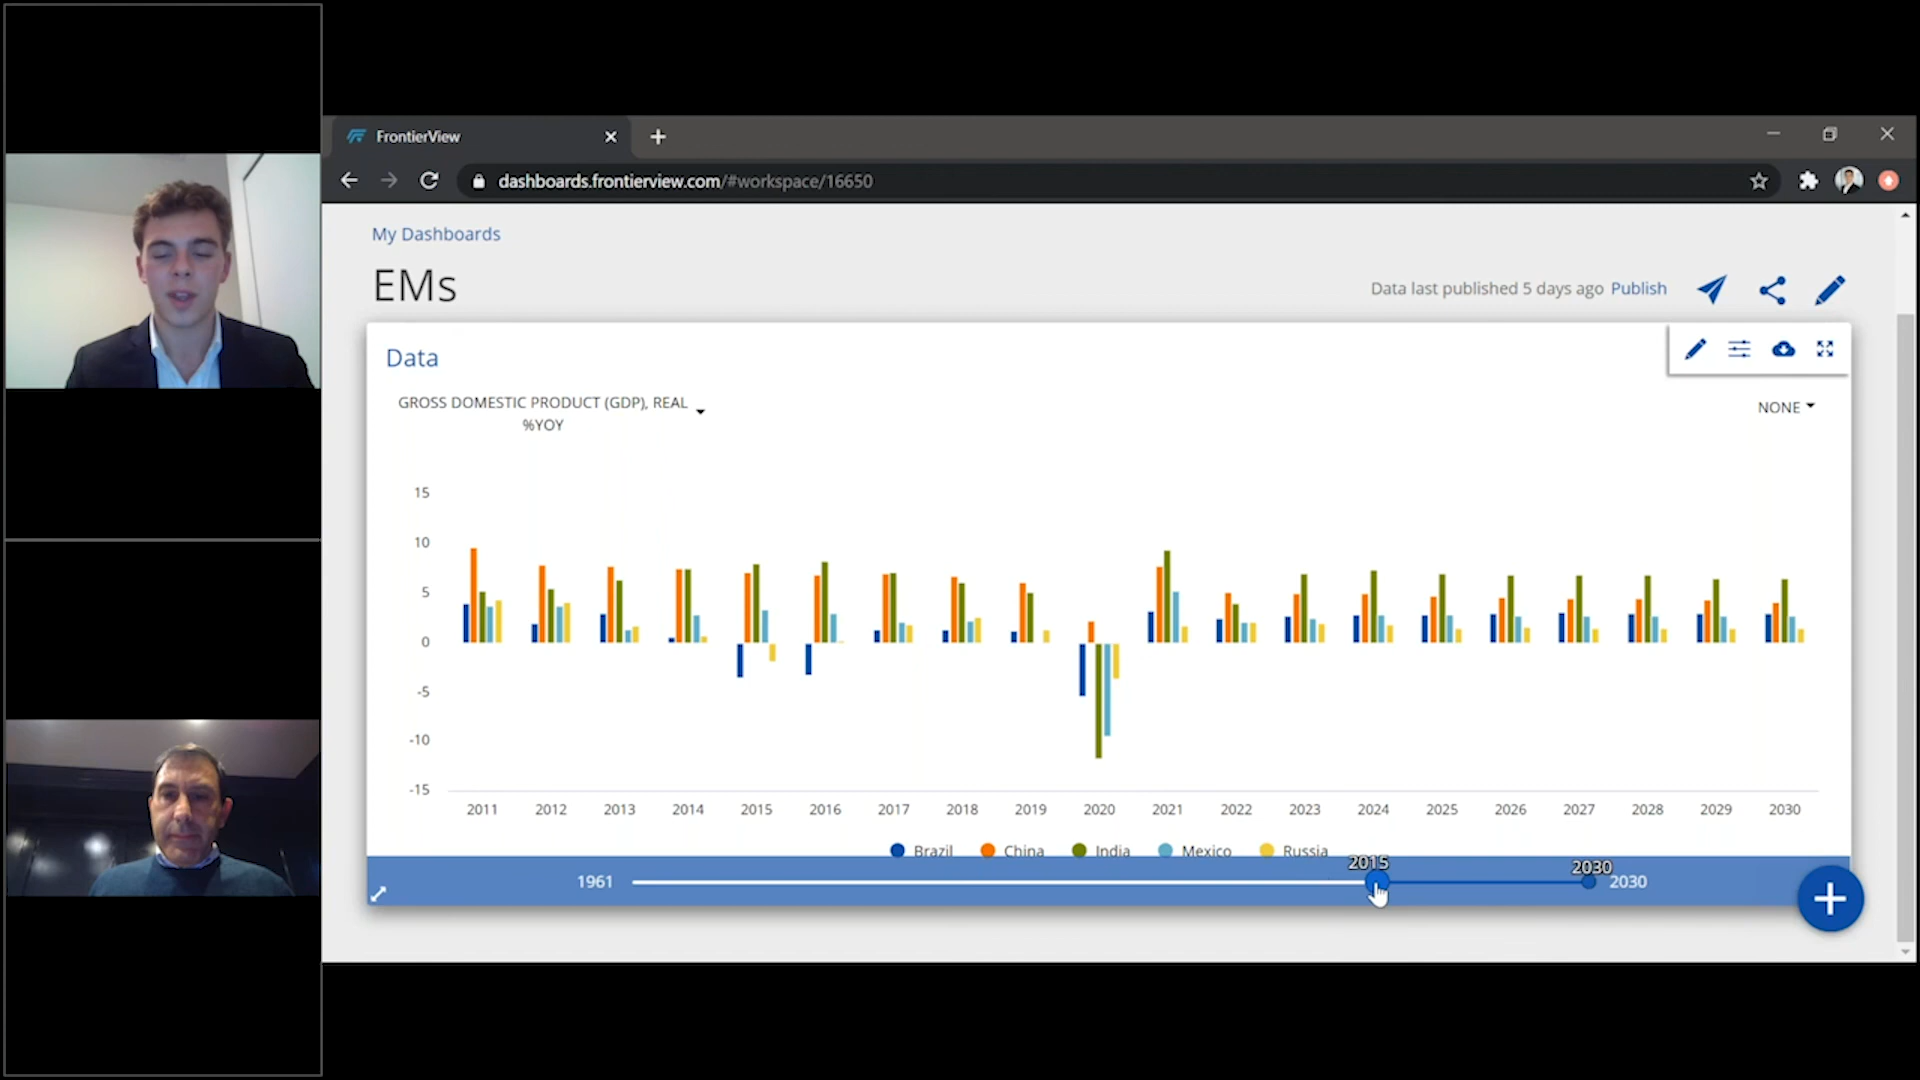 FrontierView
dashboards.frontierview.com/#workspace/16650
My Dashboards
EMs
Data last published 5 days ago Publish
Data
GROSS DOMESTIC PRODUCT (GDP), REAL
%YOY
NONE
15
10
5
0
-5
-10
-15
2011 2012 2013 2014 2015 2016 2017 2018 2019 2020 2021 2022 2023 2024 2025 2026 2027 2028 2029 2030
Brazil China India Mexico Russia
2015 2030
1961 2030